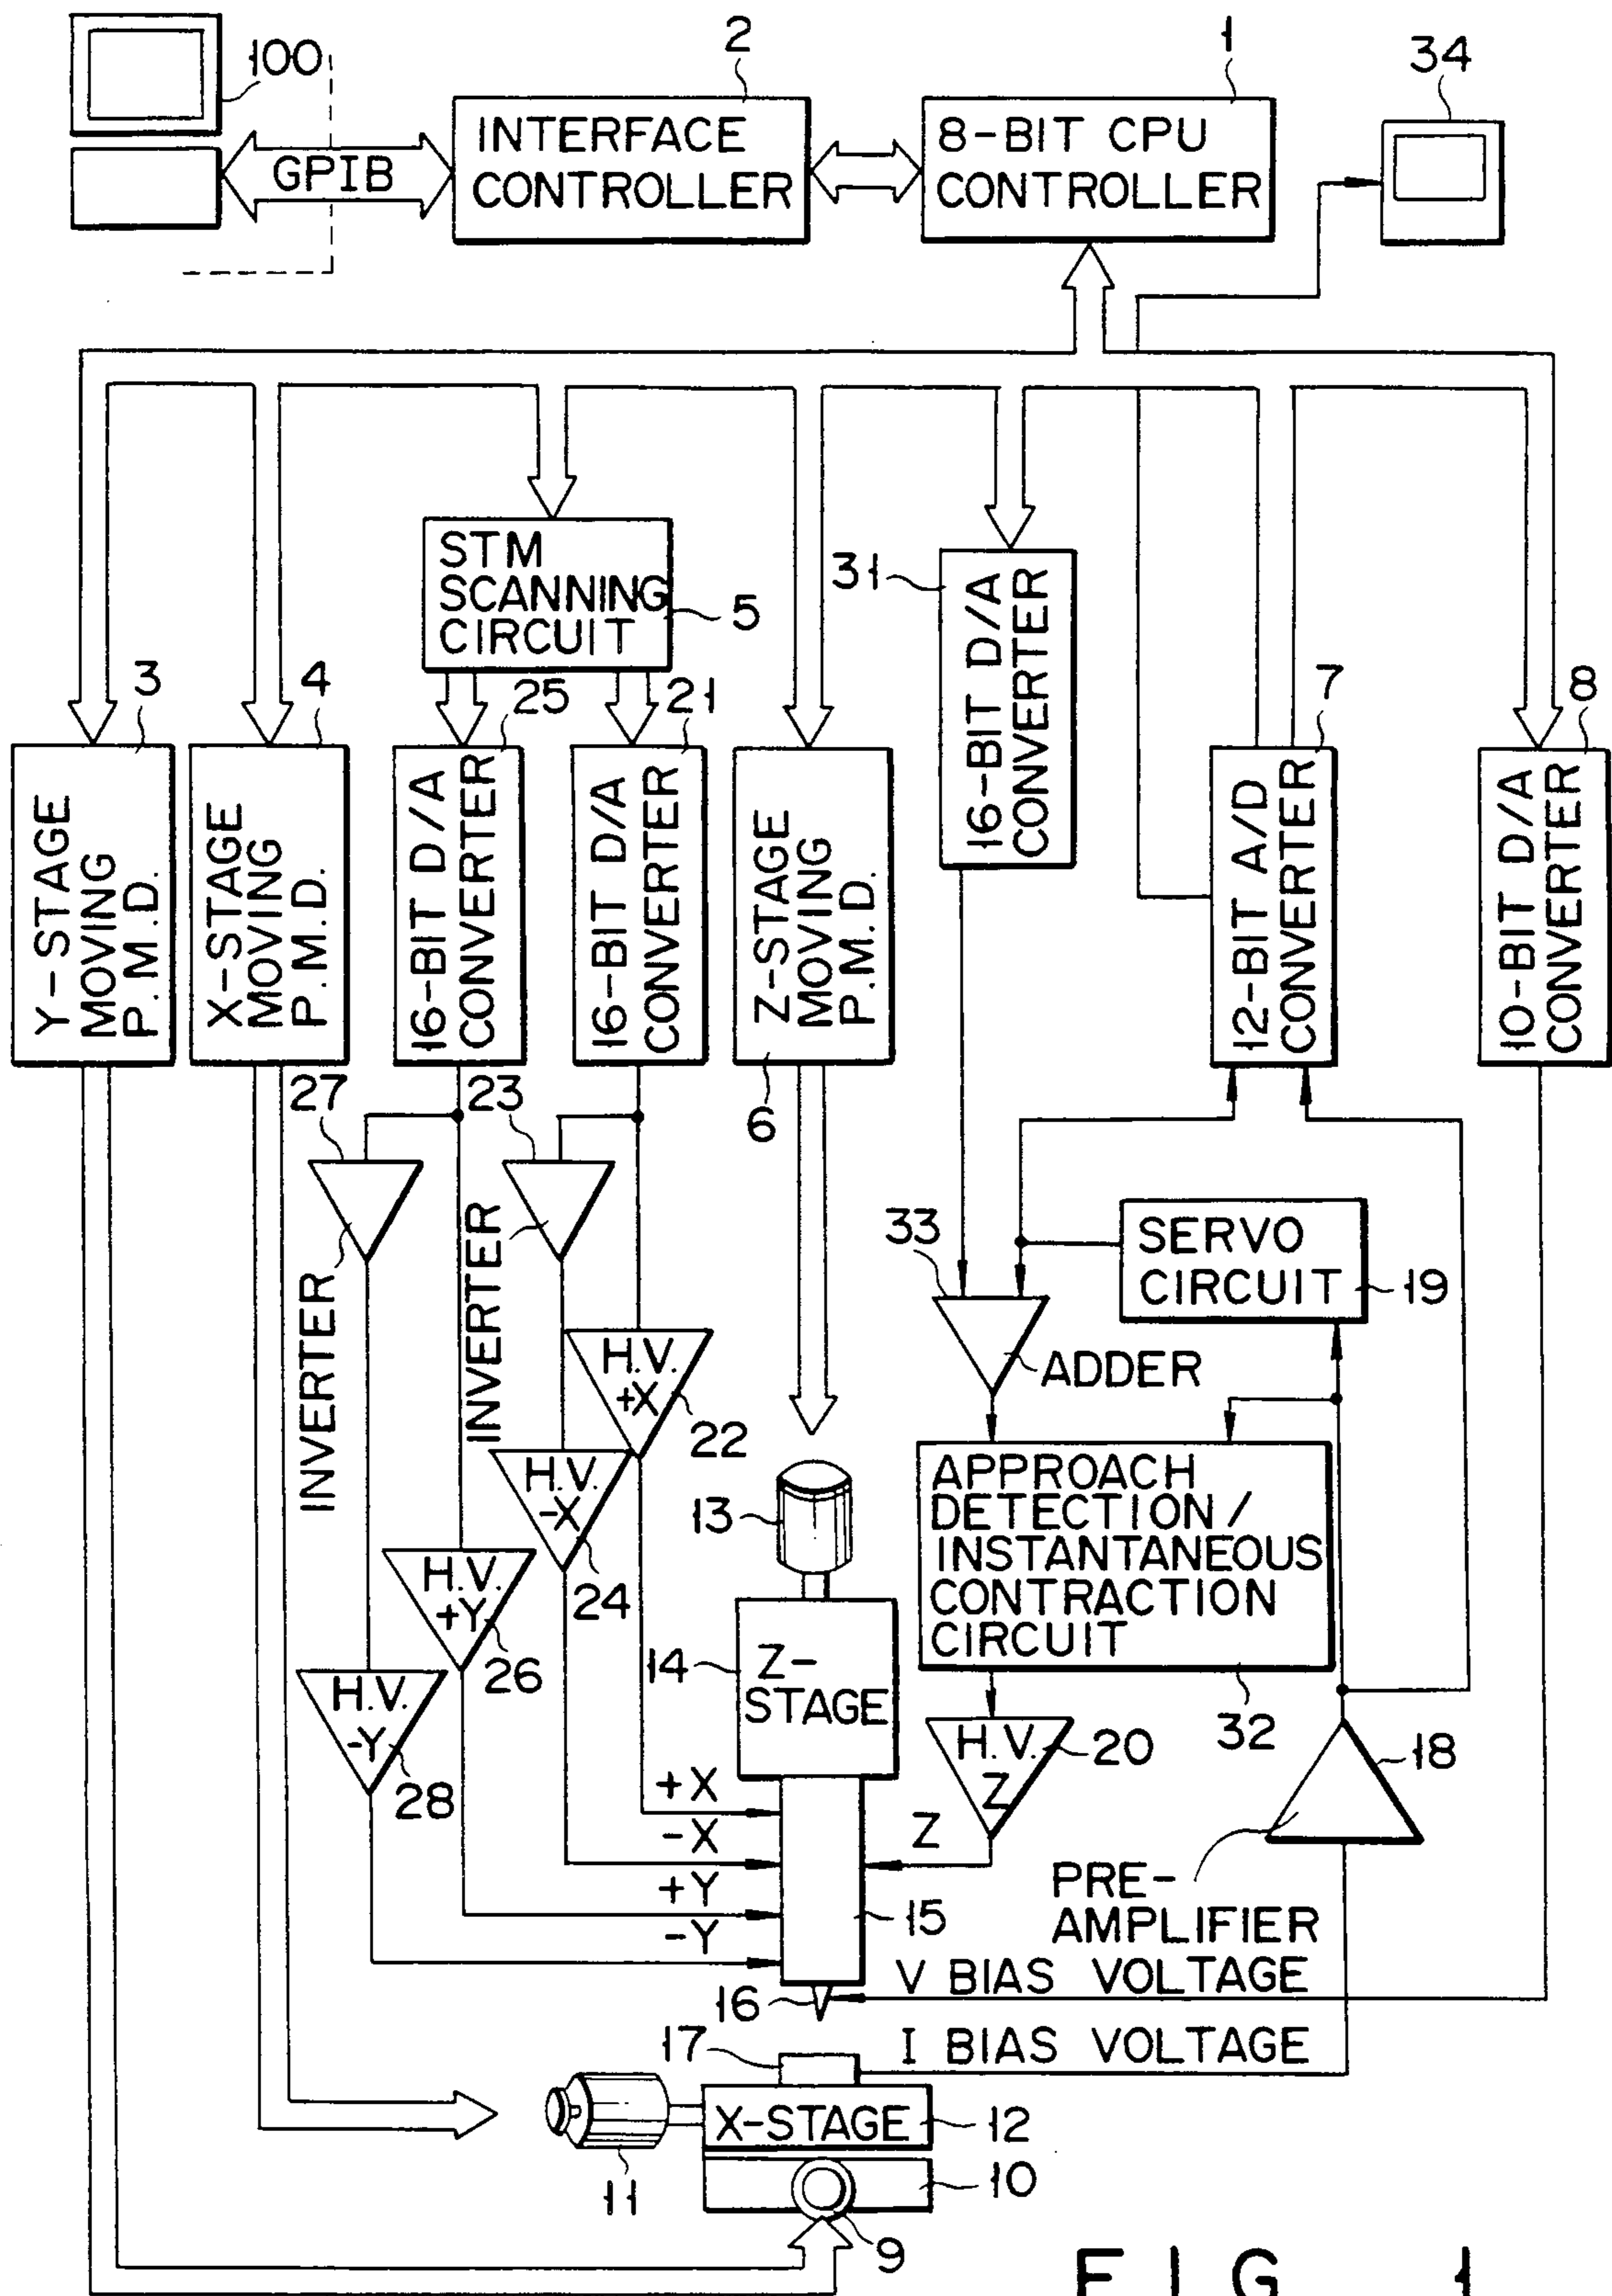 100
2
1
34
INTERFACE
CONTROLLER
8-BIT CPU
CONTROLLER
GPIB
STM
SCANNING
CIRCUIT
5
31
16-BIT D/A
CONVERTER
3
4
25
21
7
8
Y-STAGE
MOVING
P.M.D.
X-STAGE
MOVING
P.M.D.
16-BIT D/A
CONVERTER
16-BIT D/A
CONVERTER
Z-STAGE
MOVING
P.M.D.
12-BIT A/D
CONVERTER
10-BIT D/A
CONVERTER
27
23
6
INVERTER
INVERTER
33
SERVO
CIRCUIT
19
ADDER
H.V.
+X
22
H.V.
-X
24
H.V.
+Y
26
H.V.
-Y
28
13
APPROACH
DETECTION/
INSTANTANEOUS
CONTRACTION
CIRCUIT
32
14
Z-
STAGE
H.V.
Z
20
18
+X
-X
+Y
-Y
Z
15
PRE-
AMPLIFIER
16
V BIAS VOLTAGE
17
I BIAS VOLTAGE
X-STAGE
12
11
10
9
FIG. 1